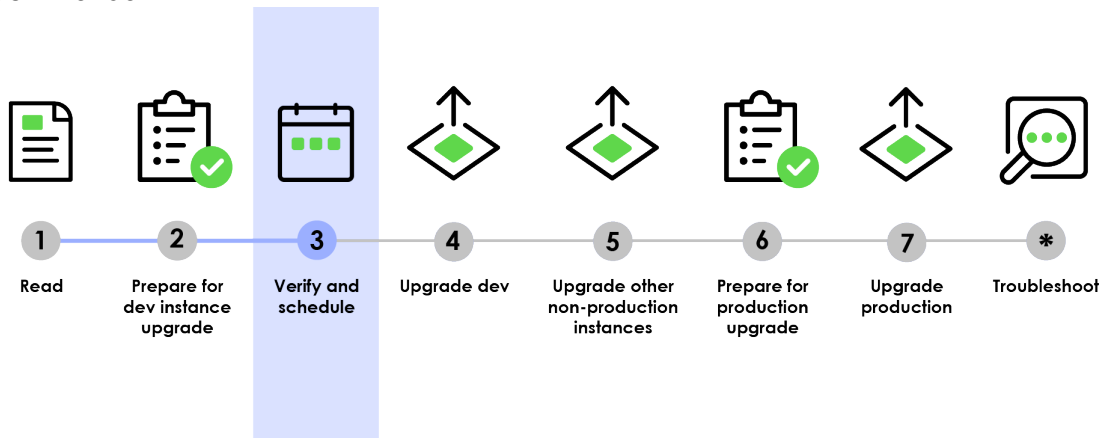 1
2
3
4
5
6
7
*
Read
Prepare for
dev instance
upgrade
Verify and
schedule
Upgrade dev
Upgrade other
non-production
instances
Prepare for
production
upgrade
Upgrade
production
Troubleshoot